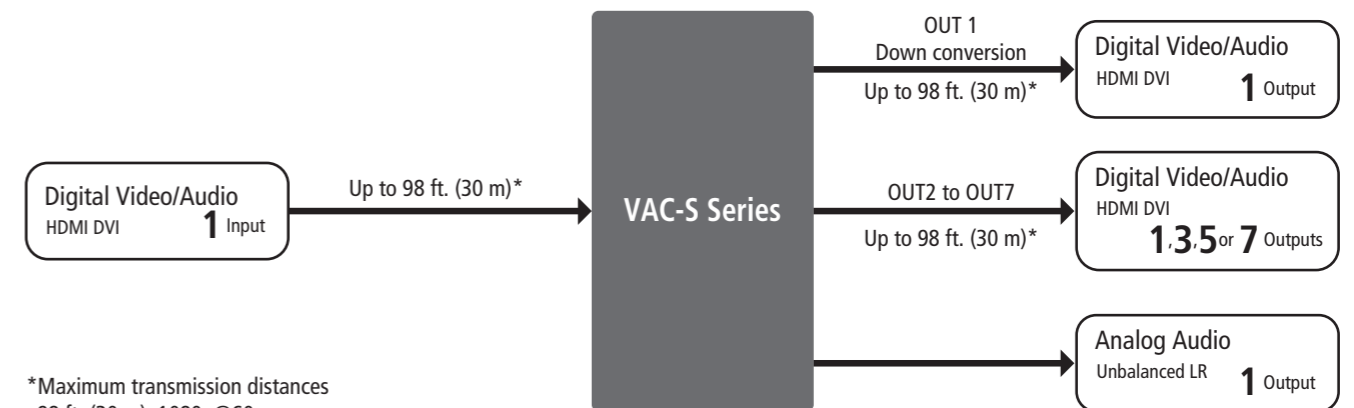 OUT 1
Down conversion
Up to 98 ft. (30 m)*
Digital Video/Audio
HDMI DVI 1 Output
Digital Video/Audio
HDMI DVI 1 Input
Up to 98 ft. (30 m)*
VAC-S Series
OUT2 to OUT7
Up to 98 ft. (30 m)*
Digital Video/Audio
HDMI DVI
1,3,5 or 7 Outputs
Analog Audio
Unbalanced LR 1 Output
*Maximum transmission distances